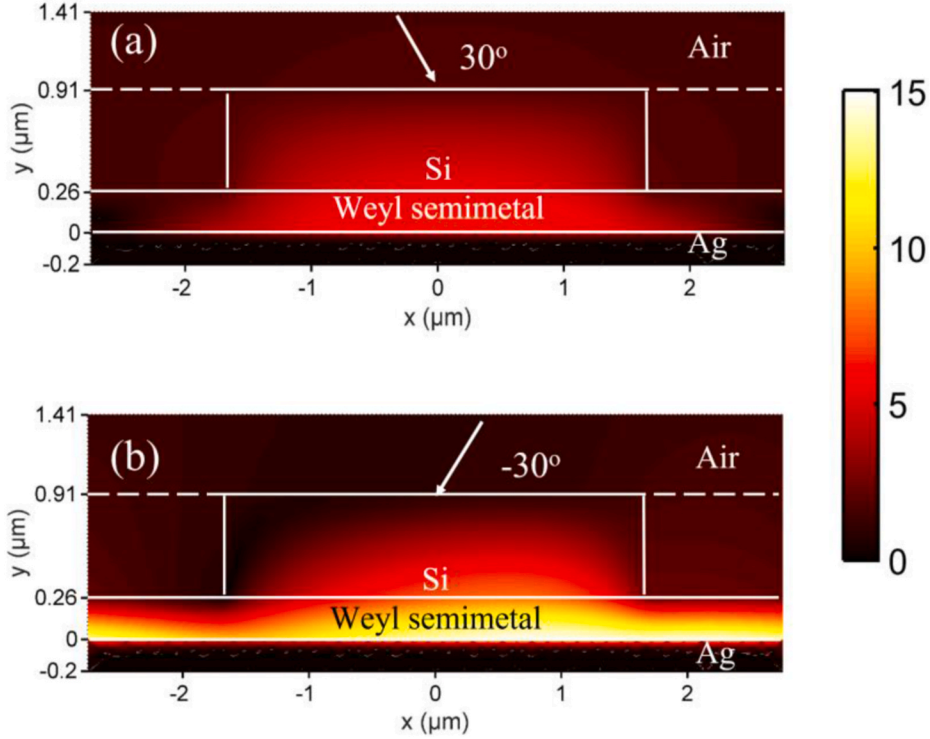 1.41
(a)
30º
Air
0.91
y (µm)
Si
0.26
Weyl semimetal
0
Ag
-0.2
-2 -1 0 1 2
x (µm)
15
10
5
0
1.41
(b)
-30º
Air
0.91
y (µm)
Si
0.26
Weyl semimetal
0
Ag
-0.2
-2 -1 0 1 2
x (µm)